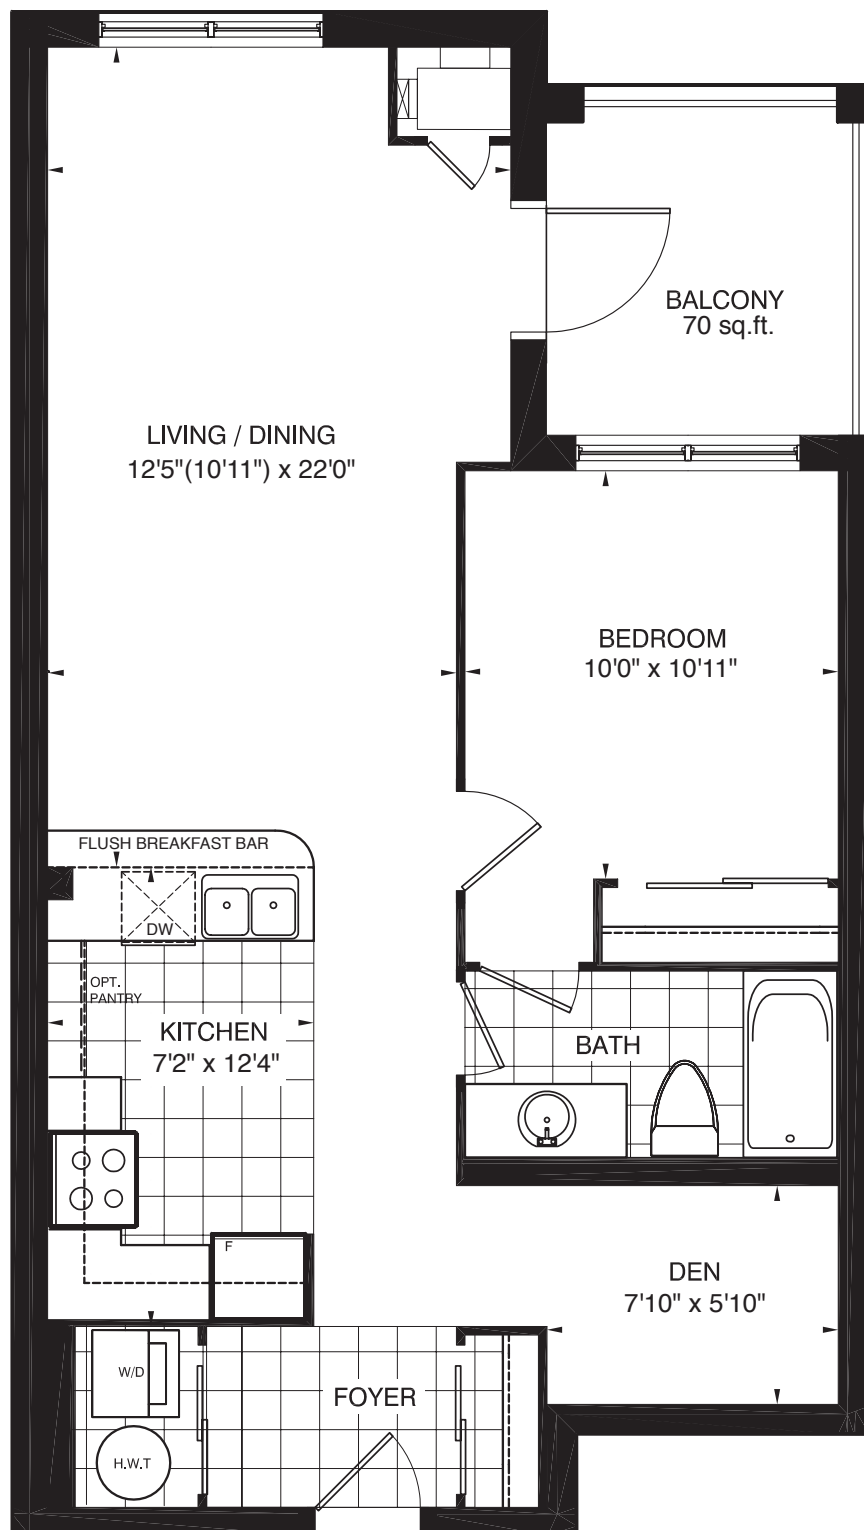 BALCONY
70 sq.ft.
LIVING / DINING
12'5"(10'11") x 22'0"
BEDROOM
10'0" x 10'11"
FLUSH BREAKFAST BAR
DW
OPT.
PANTRY
KITCHEN
7'2" x 12'4"
BATH
F
DEN
7'10" x 5'10"
W/D
FOYER
H.W.T